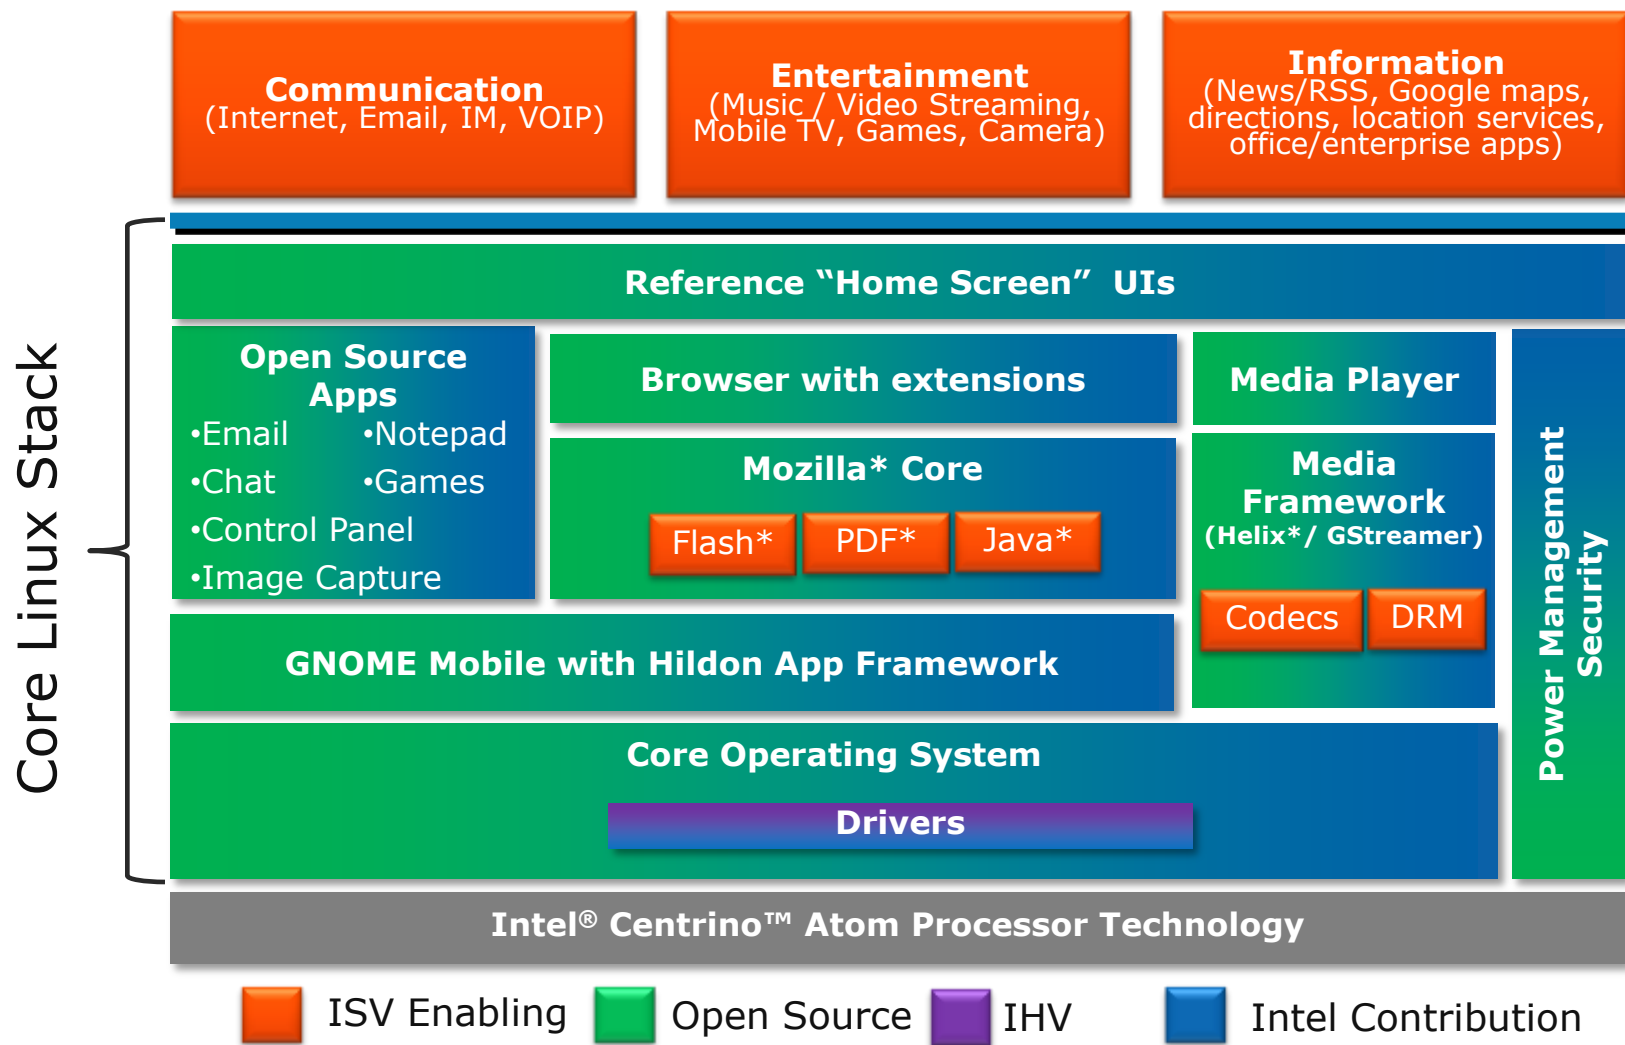 Communication
(Internet, Email, IM, VOIP)
Entertainment
(Music / Video Streaming,
Mobile TV, Games, Camera)
Information
(News/RSS, Google maps,
directions, location services,
office/enterprise apps)
Core Linux Stack
Reference “Home Screen” UIs
Open Source
Apps
•Email •Notepad
•Chat •Games
•Control Panel
•Image Capture
Browser with extensions
Mozilla* Core
Flash* PDF* Java*
Media Player
Media
Framework
(Helix*/ GStreamer)
Codecs DRM
Power Management
Security
GNOME Mobile with Hildon App Framework
Core Operating System
Drivers
Intel® Centrino™ Atom Processor Technology
ISV Enabling Open Source IHV Intel Contribution